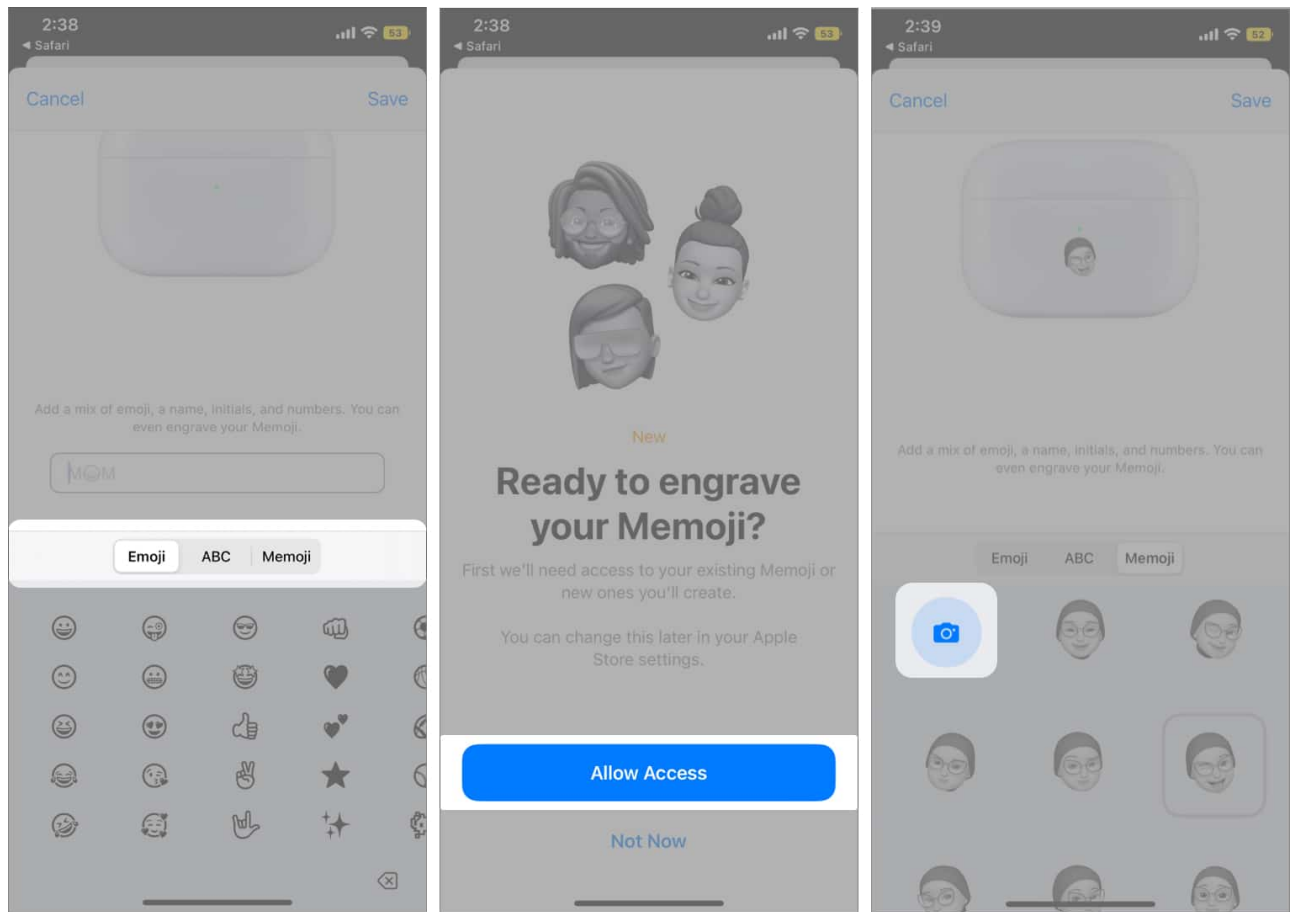 2:38
◀ Safari
53
Cancel
Save
Add a mix of emoji, a name, initials, and numbers. You can
even engrave your Memoji.
M😀M
Emoji
ABC
Memoji
2:38
◀ Safari
53
New
Ready to engrave
your Memoji?
First we'll need access to your existing Memoji or
new ones you'll create.
You can change this later in your Apple
Store settings.
Allow Access
Not Now
2:39
◀ Safari
52
Cancel
Save
Add a mix of emoji, a name, initials, and numbers. You can
even engrave your Memoji.
Emoji
ABC
Memoji